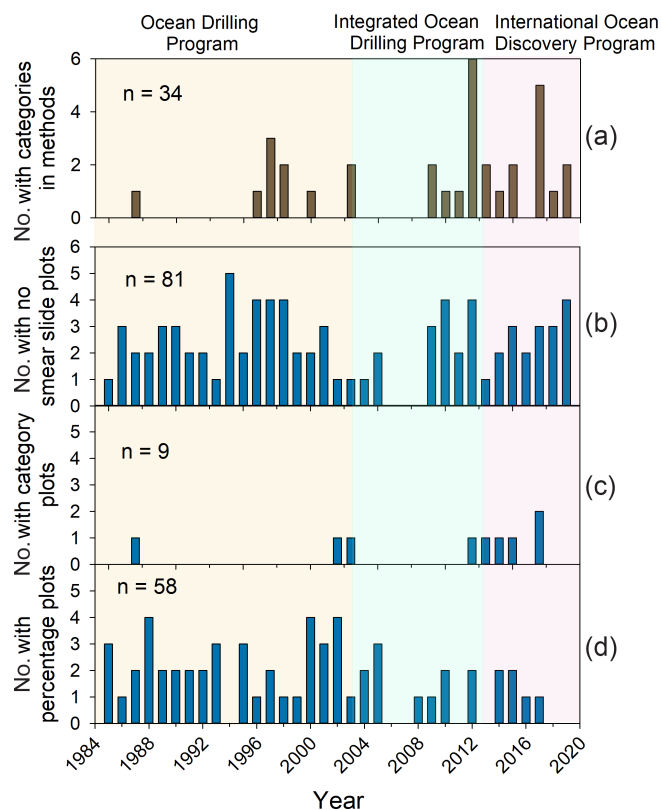 Ocean Drilling
Program
Integrated Ocean
Drilling Program
International Ocean
Discovery Program
No. with categories
in methods
6
4
2
0
n = 34
(a)
No. with no
smear slide plots
6
5
4
3
2
1
0
n = 81
(b)
No. with category
plots
5
4
3
2
1
0
n = 9
(c)
No. with
percentage plots
5
4
3
2
1
0
n = 58
(d)
1984
1988
1992
1996
2000
2004
2008
2012
2016
2020
Year